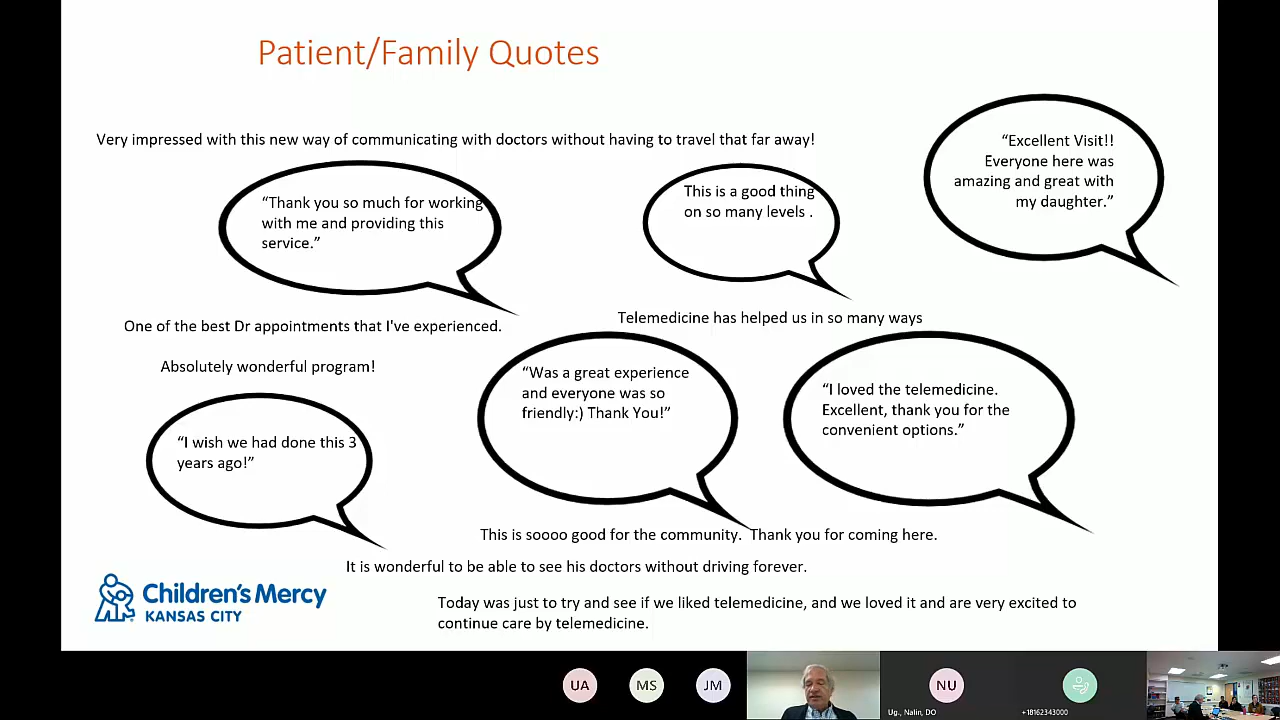 Patient/Family Quotes
Very impressed with this new way of communicating with doctors without having to travel that far away!
“Excellent Visit!!
Everyone here was
amazing and great with
my daughter.”
“Thank you so much for working
with me and providing this
service.”
This is a good thing
on so many levels .
One of the best Dr appointments that I've experienced.
Telemedicine has helped us in so many ways
Absolutely wonderful program!
“Was a great experience
and everyone was so
friendly:) Thank You!”
“I loved the telemedicine.
Excellent, thank you for the
convenient options.”
“I wish we had done this 3
years ago!”
This is soooo good for the community.  Thank you for coming here.
It is wonderful to be able to see his doctors without driving forever.
Children's Mercy
KANSAS CITY
Today was just to try and see if we liked telemedicine, and we loved it and are very excited to
continue care by telemedicine.
UA
MS
JM
NU
Ug., Nalin, DO
+18162343000